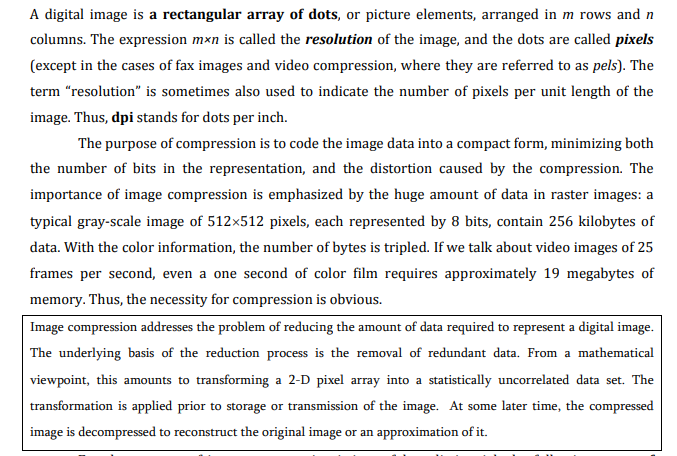 A digital image is a rectangular array of dots, or picture elements, arranged in m rows and n
columns. The expression m×n is called the resolution of the image, and the dots are called pixels
(except in the cases of fax images and video compression, where they are referred to as pels). The
term “resolution” is sometimes also used to indicate the number of pixels per unit length of the
image. Thus, dpi stands for dots per inch.
The purpose of compression is to code the image data into a compact form, minimizing both
the number of bits in the representation, and the distortion caused by the compression. The
importance of image compression is emphasized by the huge amount of data in raster images: a
typical gray-scale image of 512×512 pixels, each represented by 8 bits, contain 256 kilobytes of
data. With the color information, the number of bytes is tripled. If we talk about video images of 25
frames per second, even a one second of color film requires approximately 19 megabytes of
memory. Thus, the necessity for compression is obvious.
Image compression addresses the problem of reducing the amount of data required to represent a digital image.
The underlying basis of the reduction process is the removal of redundant data. From a mathematical
viewpoint, this amounts to transforming a 2-D pixel array into a statistically uncorrelated data set. The
transformation is applied prior to storage or transmission of the image. At some later time, the compressed
image is decompressed to reconstruct the original image or an approximation of it.